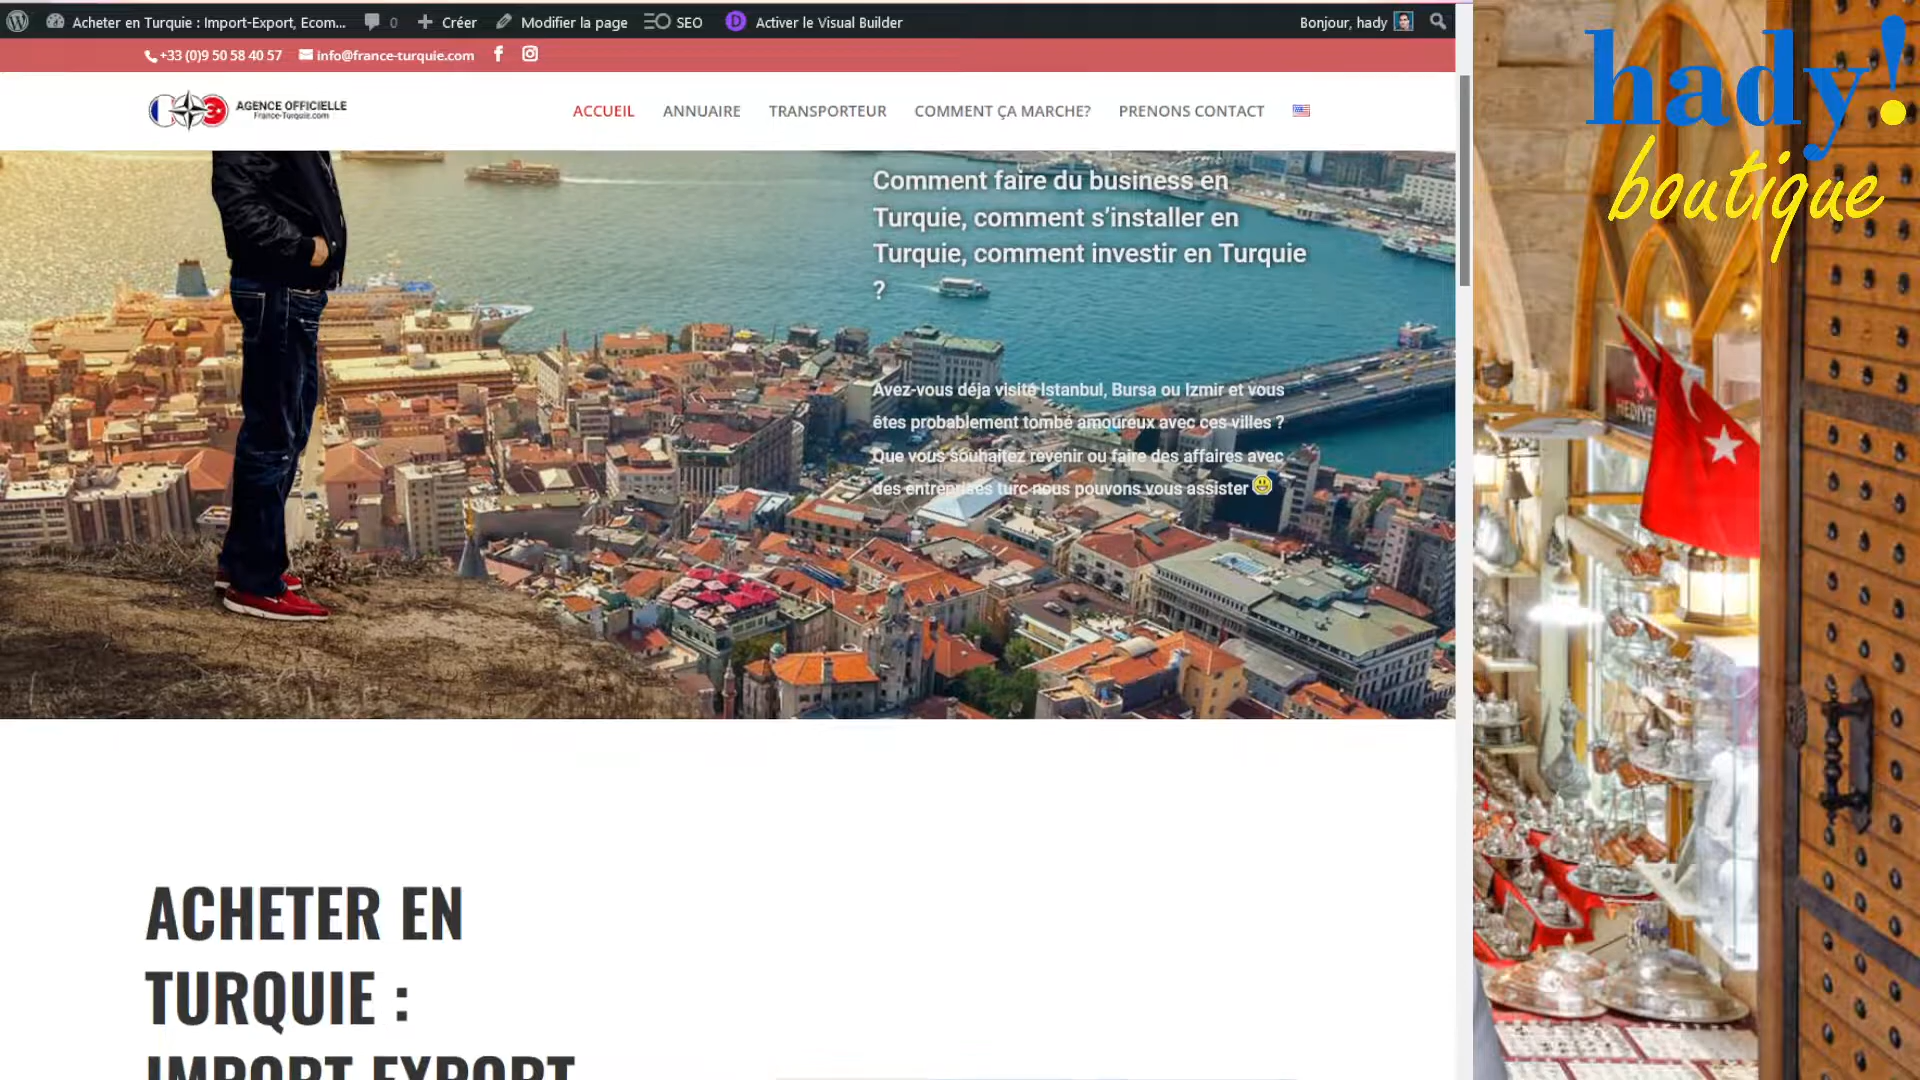 Acheter en Turquie : Import-Export, Ecom...
0
Créer
Modifier la page
SEO
Activer le Visual Builder
Bonjour, hady
+33 (0)9 50 58 40 57
info@france-turquie.com
AGENCE OFFICIELLE
France-Turquie.com
ACCUEIL
ANNUAIRE
TRANSPORTEUR
COMMENT ÇA MARCHE?
PRENONS CONTACT
hady!
boutique
Comment faire du business en
Turquie, comment s’installer en
Turquie, comment investir en Turquie
?
Avez-vous déja visité Istanbul, Bursa ou Izmir et vous
êtes probablement tombé amoureux avec ces villes ?
Que vous souhaitez revenir ou faire des affaires avec
des entreprises turc nous pouvons vous assister
ACHETER EN
TURQUIE :
IMPORT EXPORT